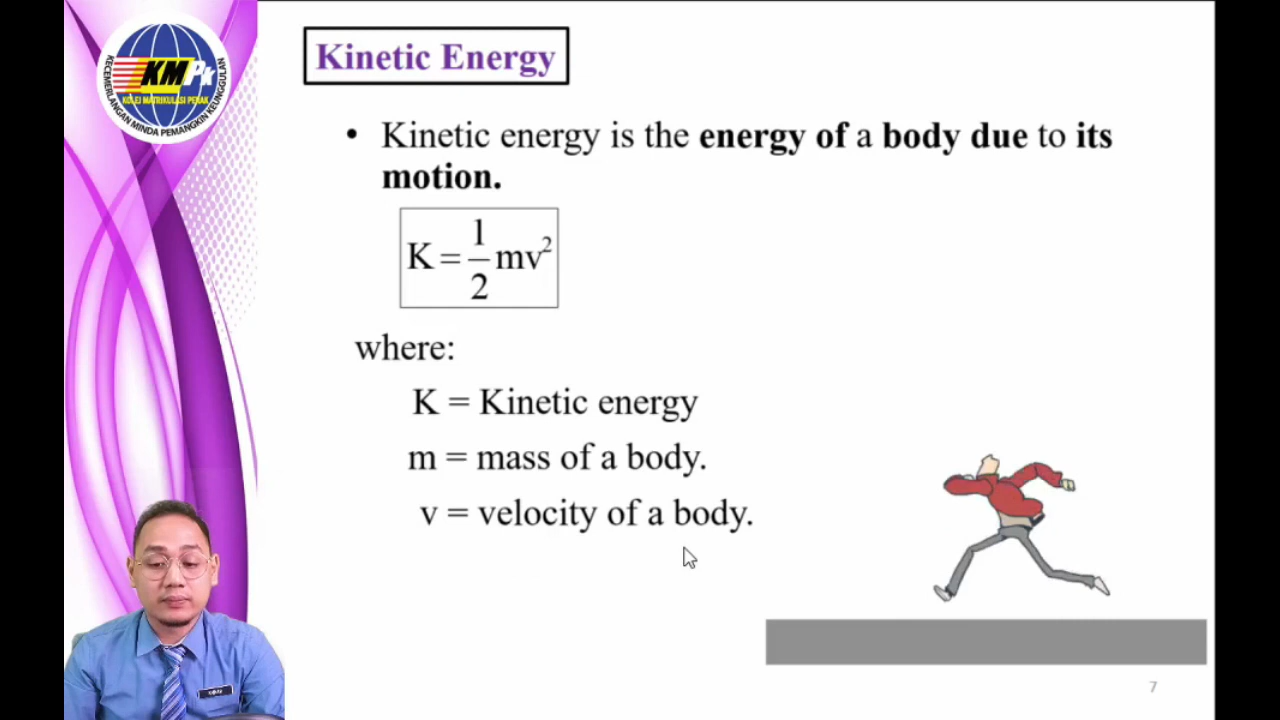 KMPk
KOLEJ MATRIKULASI PERAK
KECEMERLANGAN MINDA PEMANGKIN KEUNGGULAN
Kinetic Energy
• Kinetic energy is the energy of a body due to its
motion.
K = 1/2 mv²
where:
K = Kinetic energy
m = mass of a body.
v = velocity of a body.
7